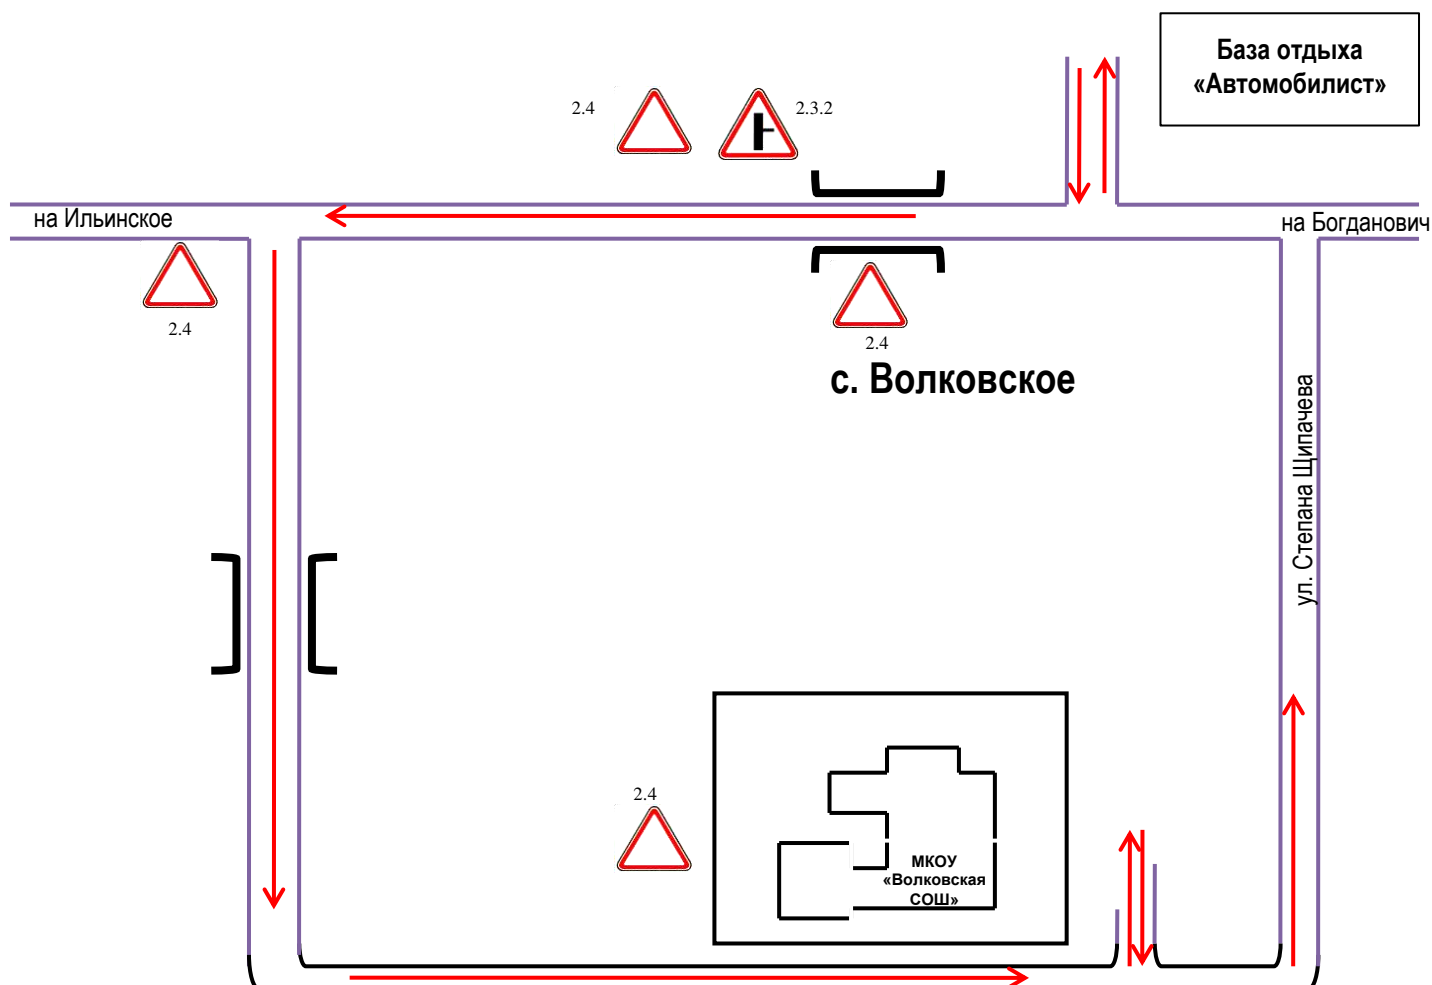 База отдыха
«Автомобилист»
2.4
2.3.2
на Ильинское
на Богданович
2.4
2.4
с. Волковское
ул. Степана Щипачева
2.4
МКОУ
«Волковская
СОШ»